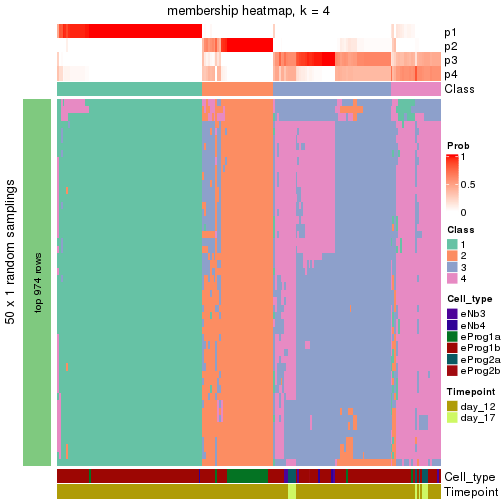 membership heatmap, k = 4
p1
p2
p3
p4
Class
50 x 1 random samplings
top 974 rows
Prob
1
0.5
0
Class
1
2
3
4
Cell_type
eNb3
eNb4
eProg1a
eProg1b
eProg2a
eProg2b
Timepoint
day_12
day_17
Cell_type
Timepoint